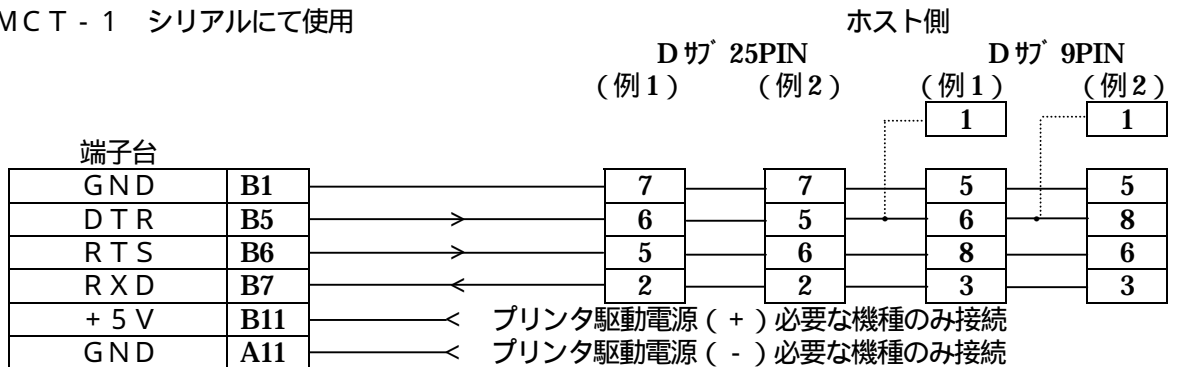 MCT-1 シリアルにて使用 ホスト側
Dサブ 25PIN Dサブ 9PIN
(例1) (例2) (例1) (例2)
1 1
端子台
GND B1 7 7 5 5
DTR B5 6 5 6 8
RTS B6 5 6 8 6
RXD B7 2 2 3 3
+5V B11 プリンタ駆動電源(+)必要な機種のみ接続
GND A11 プリンタ駆動電源(-)必要な機種のみ接続